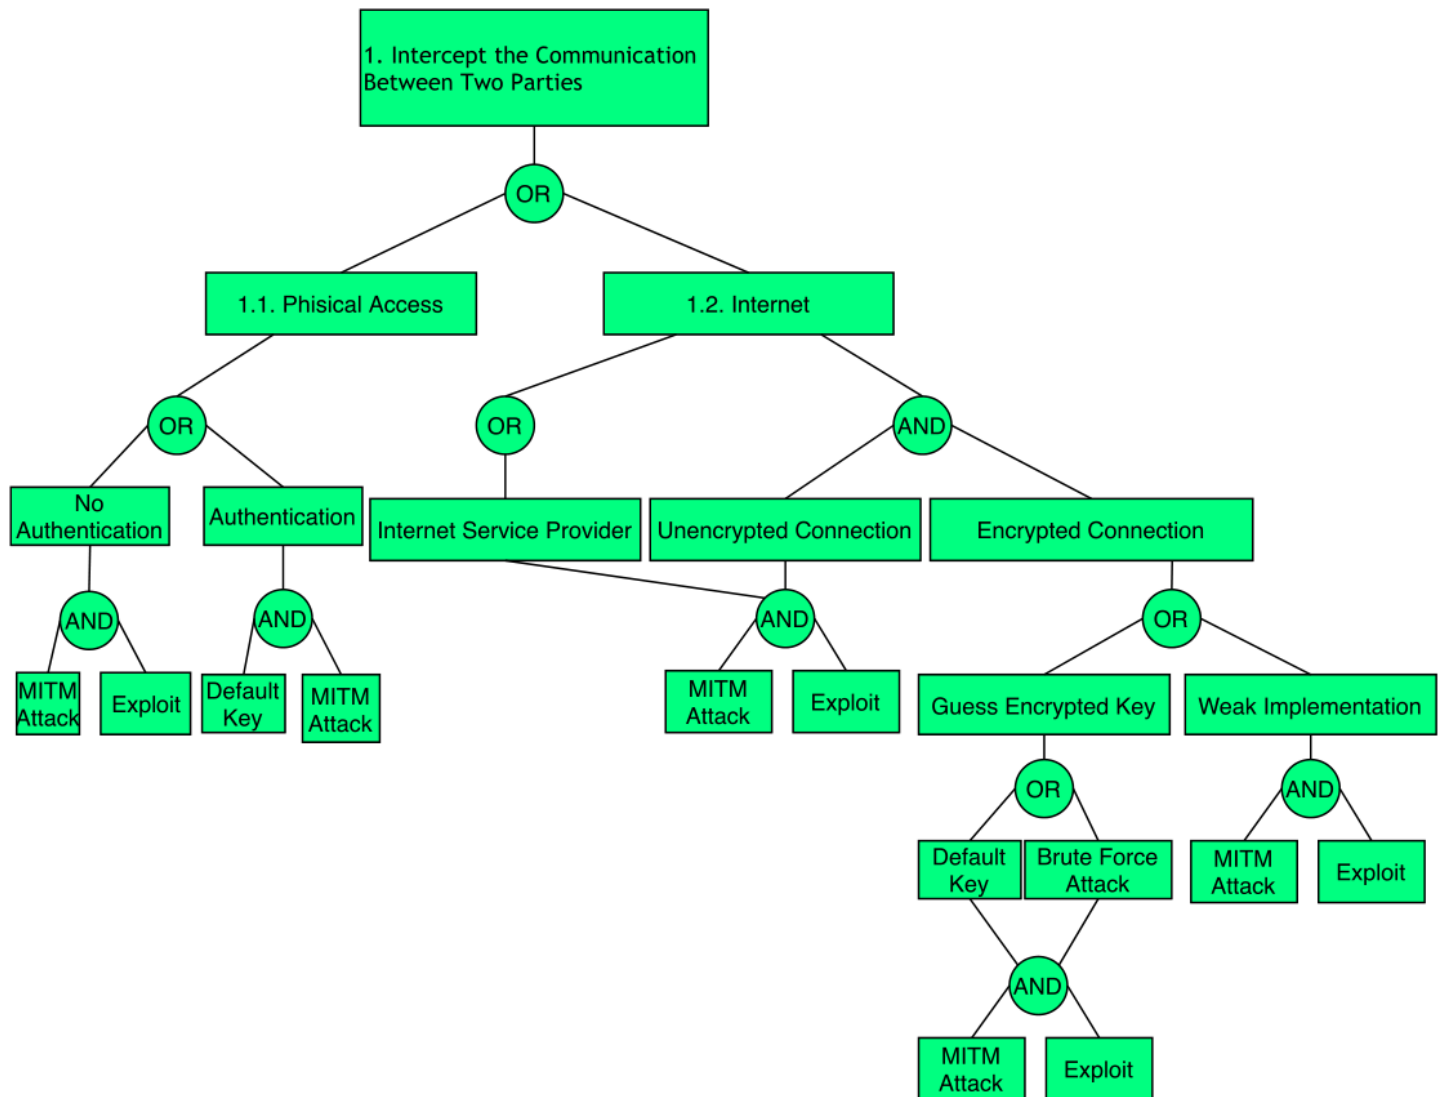 1. Intercept the Communication
Between Two Parties
OR
1.1. Phisical Access
1.2. Internet
OR
OR
AND
No
Authentication
Authentication
Internet Service Provider
Unencrypted Connection
Encrypted Connection
AND
AND
AND
OR
MITM
Attack
Exploit
Default
Key
MITM
Attack
MITM
Attack
Exploit
Guess Encrypted Key
Weak Implementation
OR
AND
Default
Key
Brute Force
Attack
MITM
Attack
Exploit
AND
MITM
Attack
Exploit